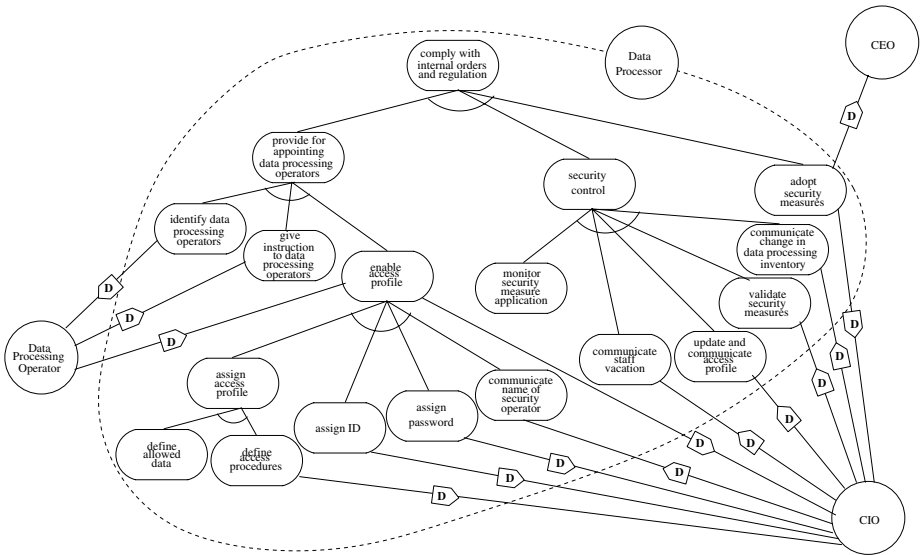 CEO
comply with
internal orders
and regulation
Data
Processor
D
provide for
appointing
data processing
operators
security
control
adopt
security
measures
identify data
processing
operators
give
instruction
to data
processing
operators
enable
access
profile
communicate
change in
data processing
inventory
monitor
security
measure
application
validate
security
measures
D
D
D
D
Data
Processing
Operator
communicate
staff
vacation
update and
communicate
access
profile
D
D
assign
access
profile
communicate
name of
security
operator
assign ID
assign
password
D
define
allowed
data
define
access
procedures
D
D
D
D
D
D
CIO